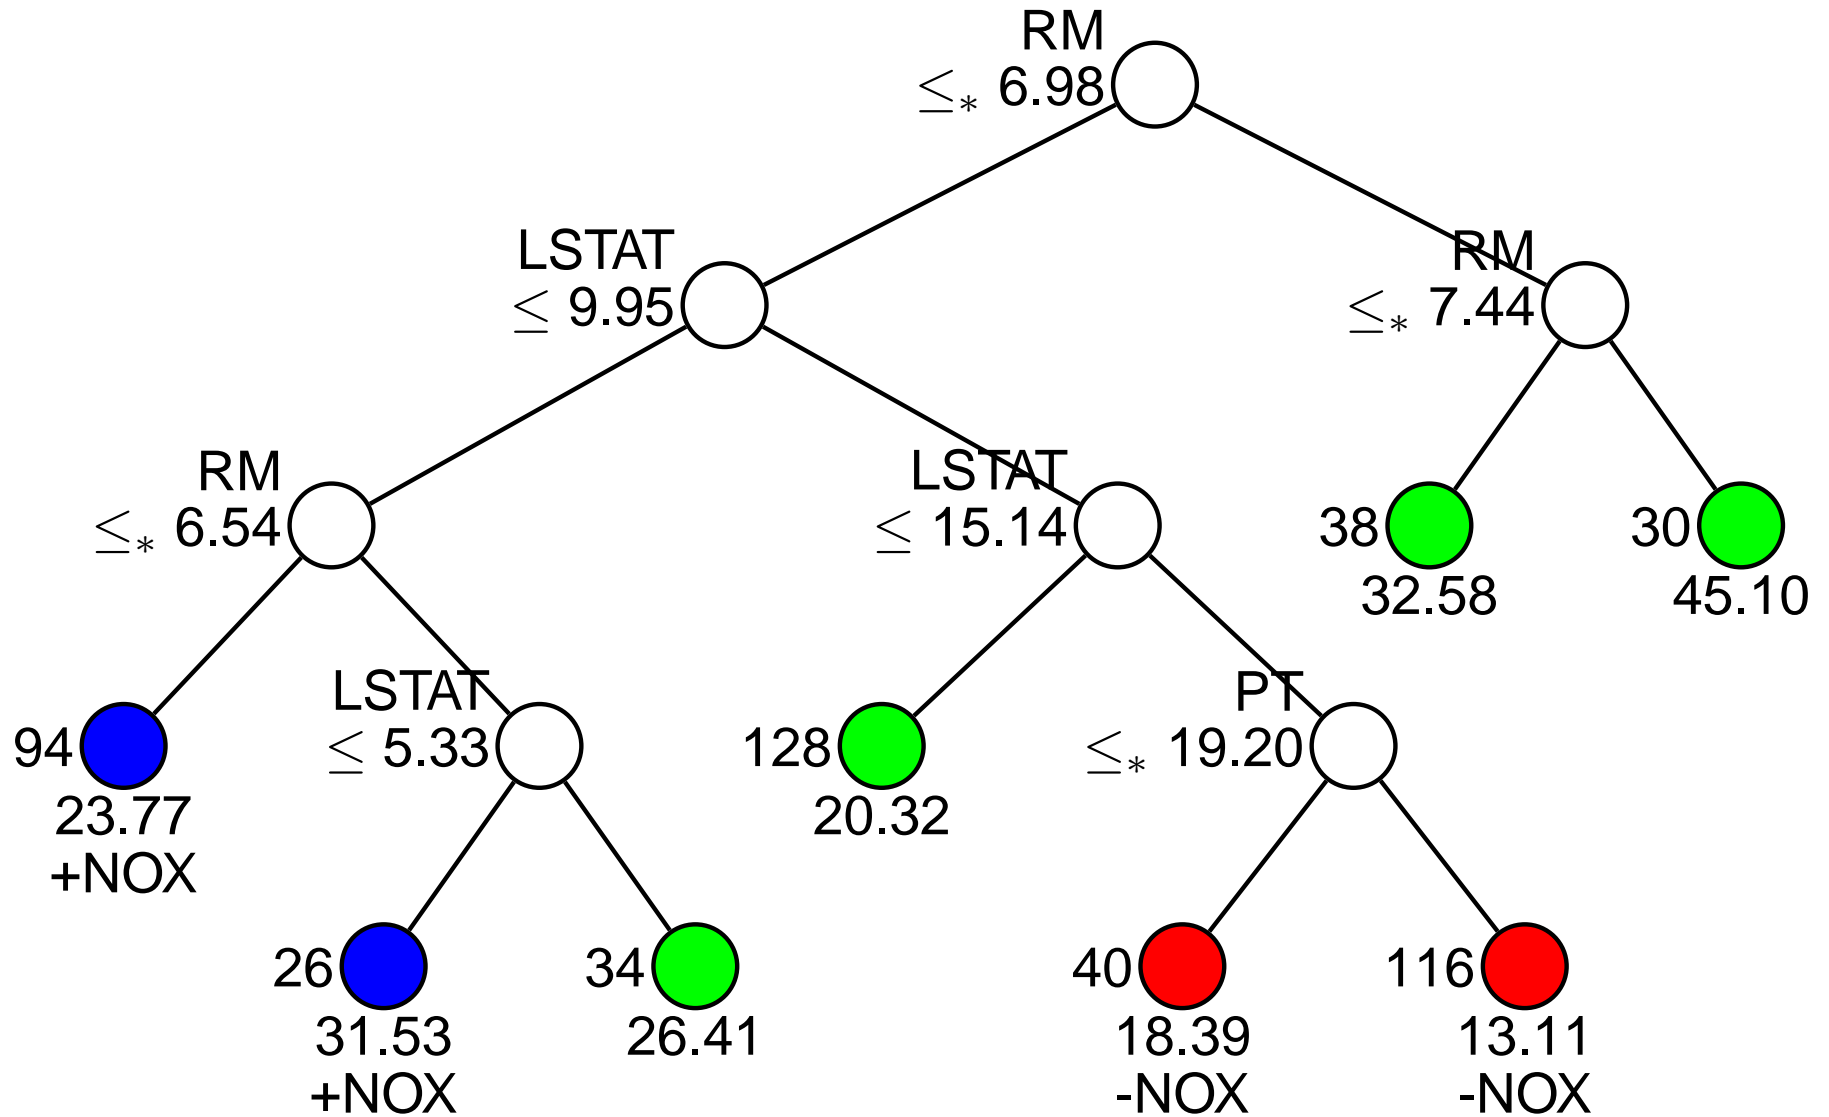 RM
≤* 6.98
LSTAT
≤ 9.95
RM
≤* 7.44
RM
≤* 6.54
LSTAT
≤ 15.14
38
32.58
30
45.10
94
23.77
+NOX
LSTAT
≤ 5.33
128
20.32
PT
≤* 19.20
26
31.53
+NOX
34
26.41
40
18.39
-NOX
116
13.11
-NOX